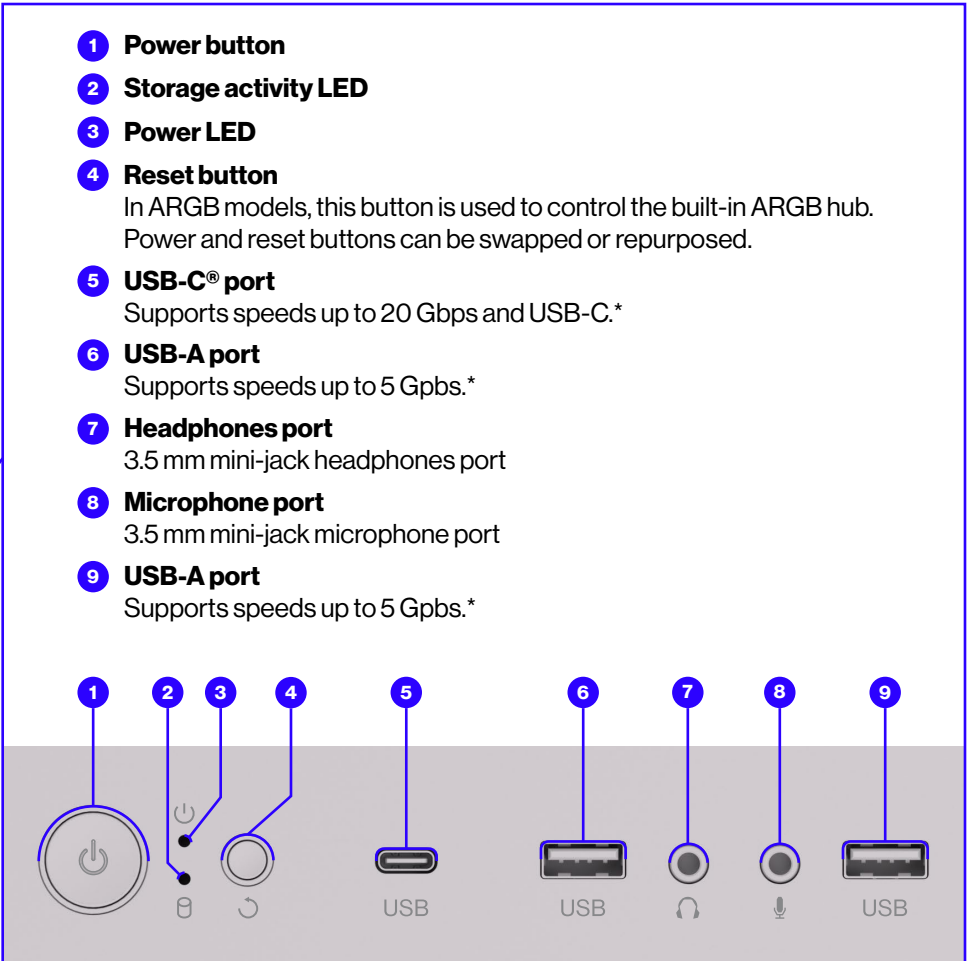 1 Power button
2 Storage activity LED
3 Power LED
4 Reset button
In ARGB models, this button is used to control the built-in ARGB hub.
Power and reset buttons can be swapped or repurposed.
5 USB-C® port
Supports speeds up to 20 Gbps and USB-C.*
6 USB-A port
Supports speeds up to 5 Gpbs.*
7 Headphones port
3.5 mm mini-jack headphones port
8 Microphone port
3.5 mm mini-jack microphone port
9 USB-A port
Supports speeds up to 5 Gpbs.*
1 2 3 4 5 6 7 8 9
USB USB USB